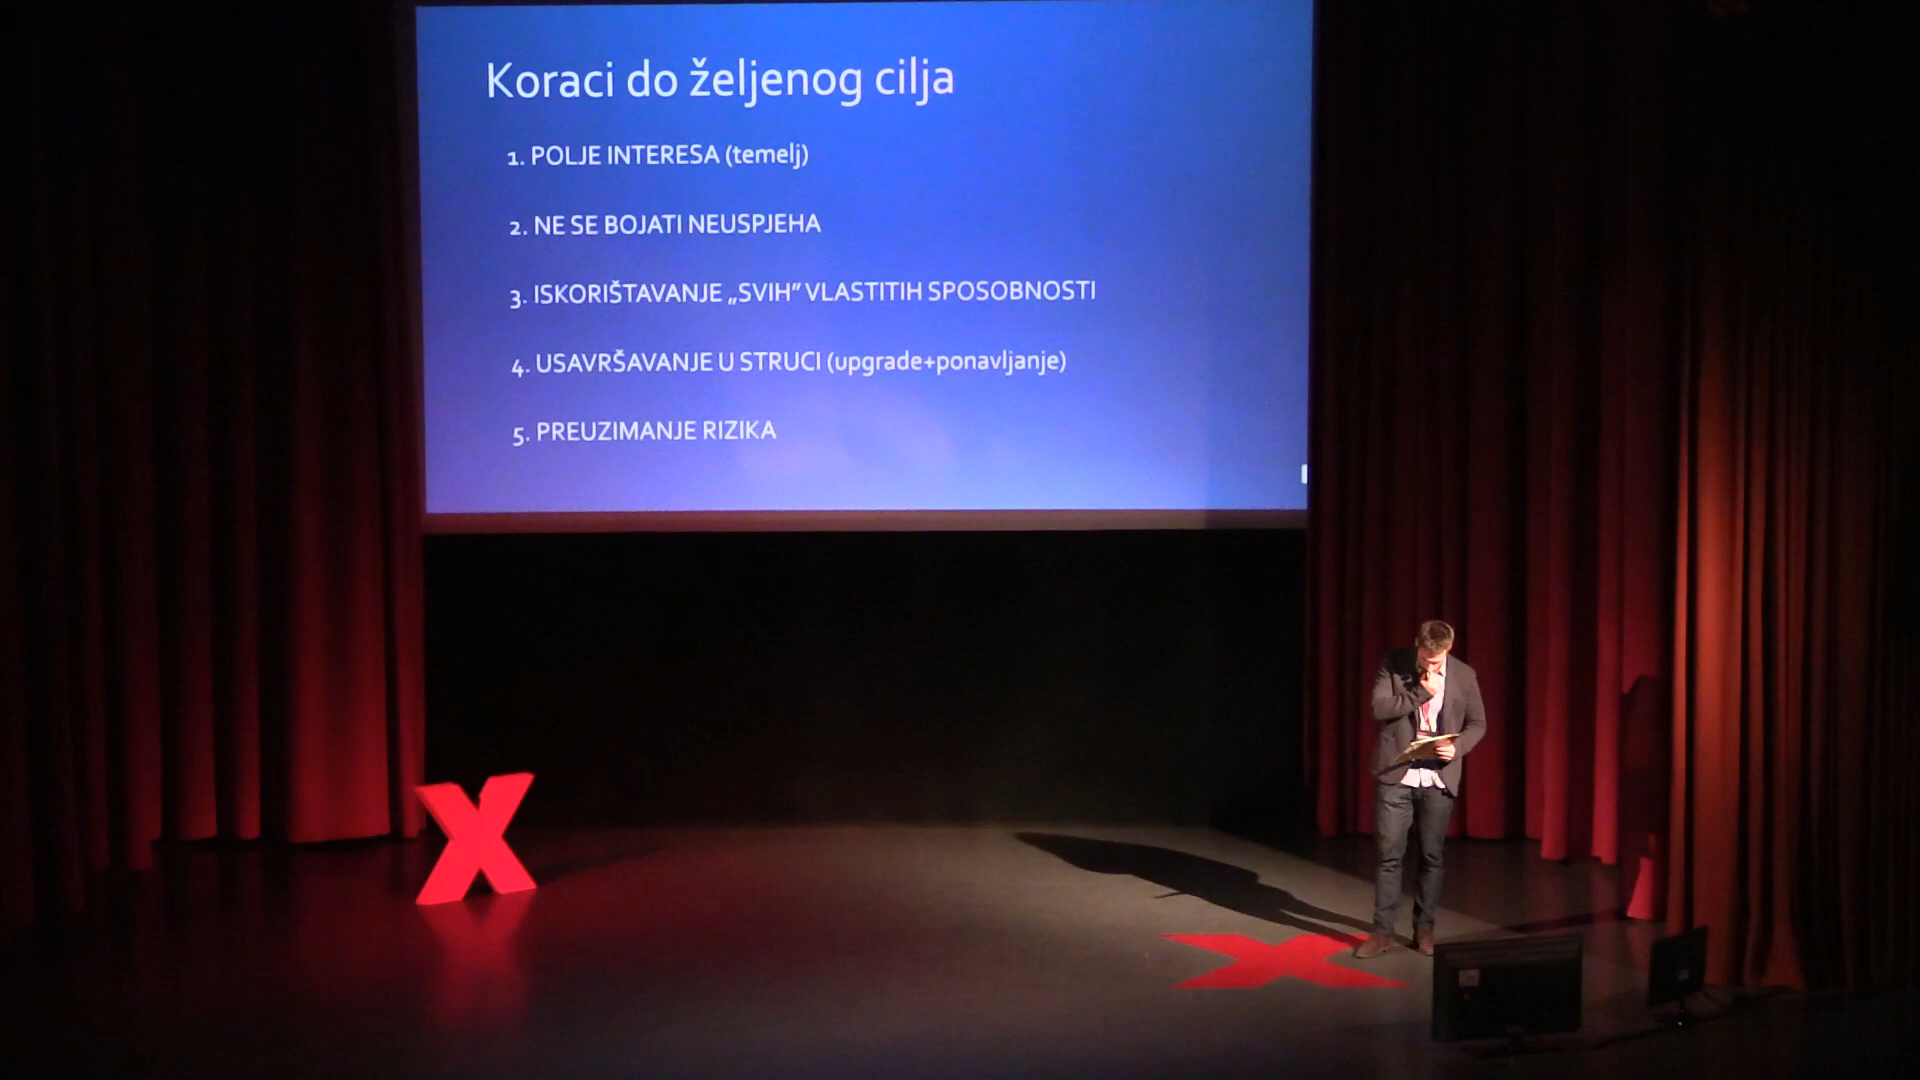 Koraci do željenog cilja
1. POLJE INTERESA (temelj)
2. NE SE BOJATI NEUSPJEHA
3. ISKORIŠTAVANJE „SVIH” VLASTITIH SPOSOBNOSTI
4. USAVRŠAVANJE U STRUCI (upgrade+ponavljanje)
5. PREUZIMANJE RIZIKA
X